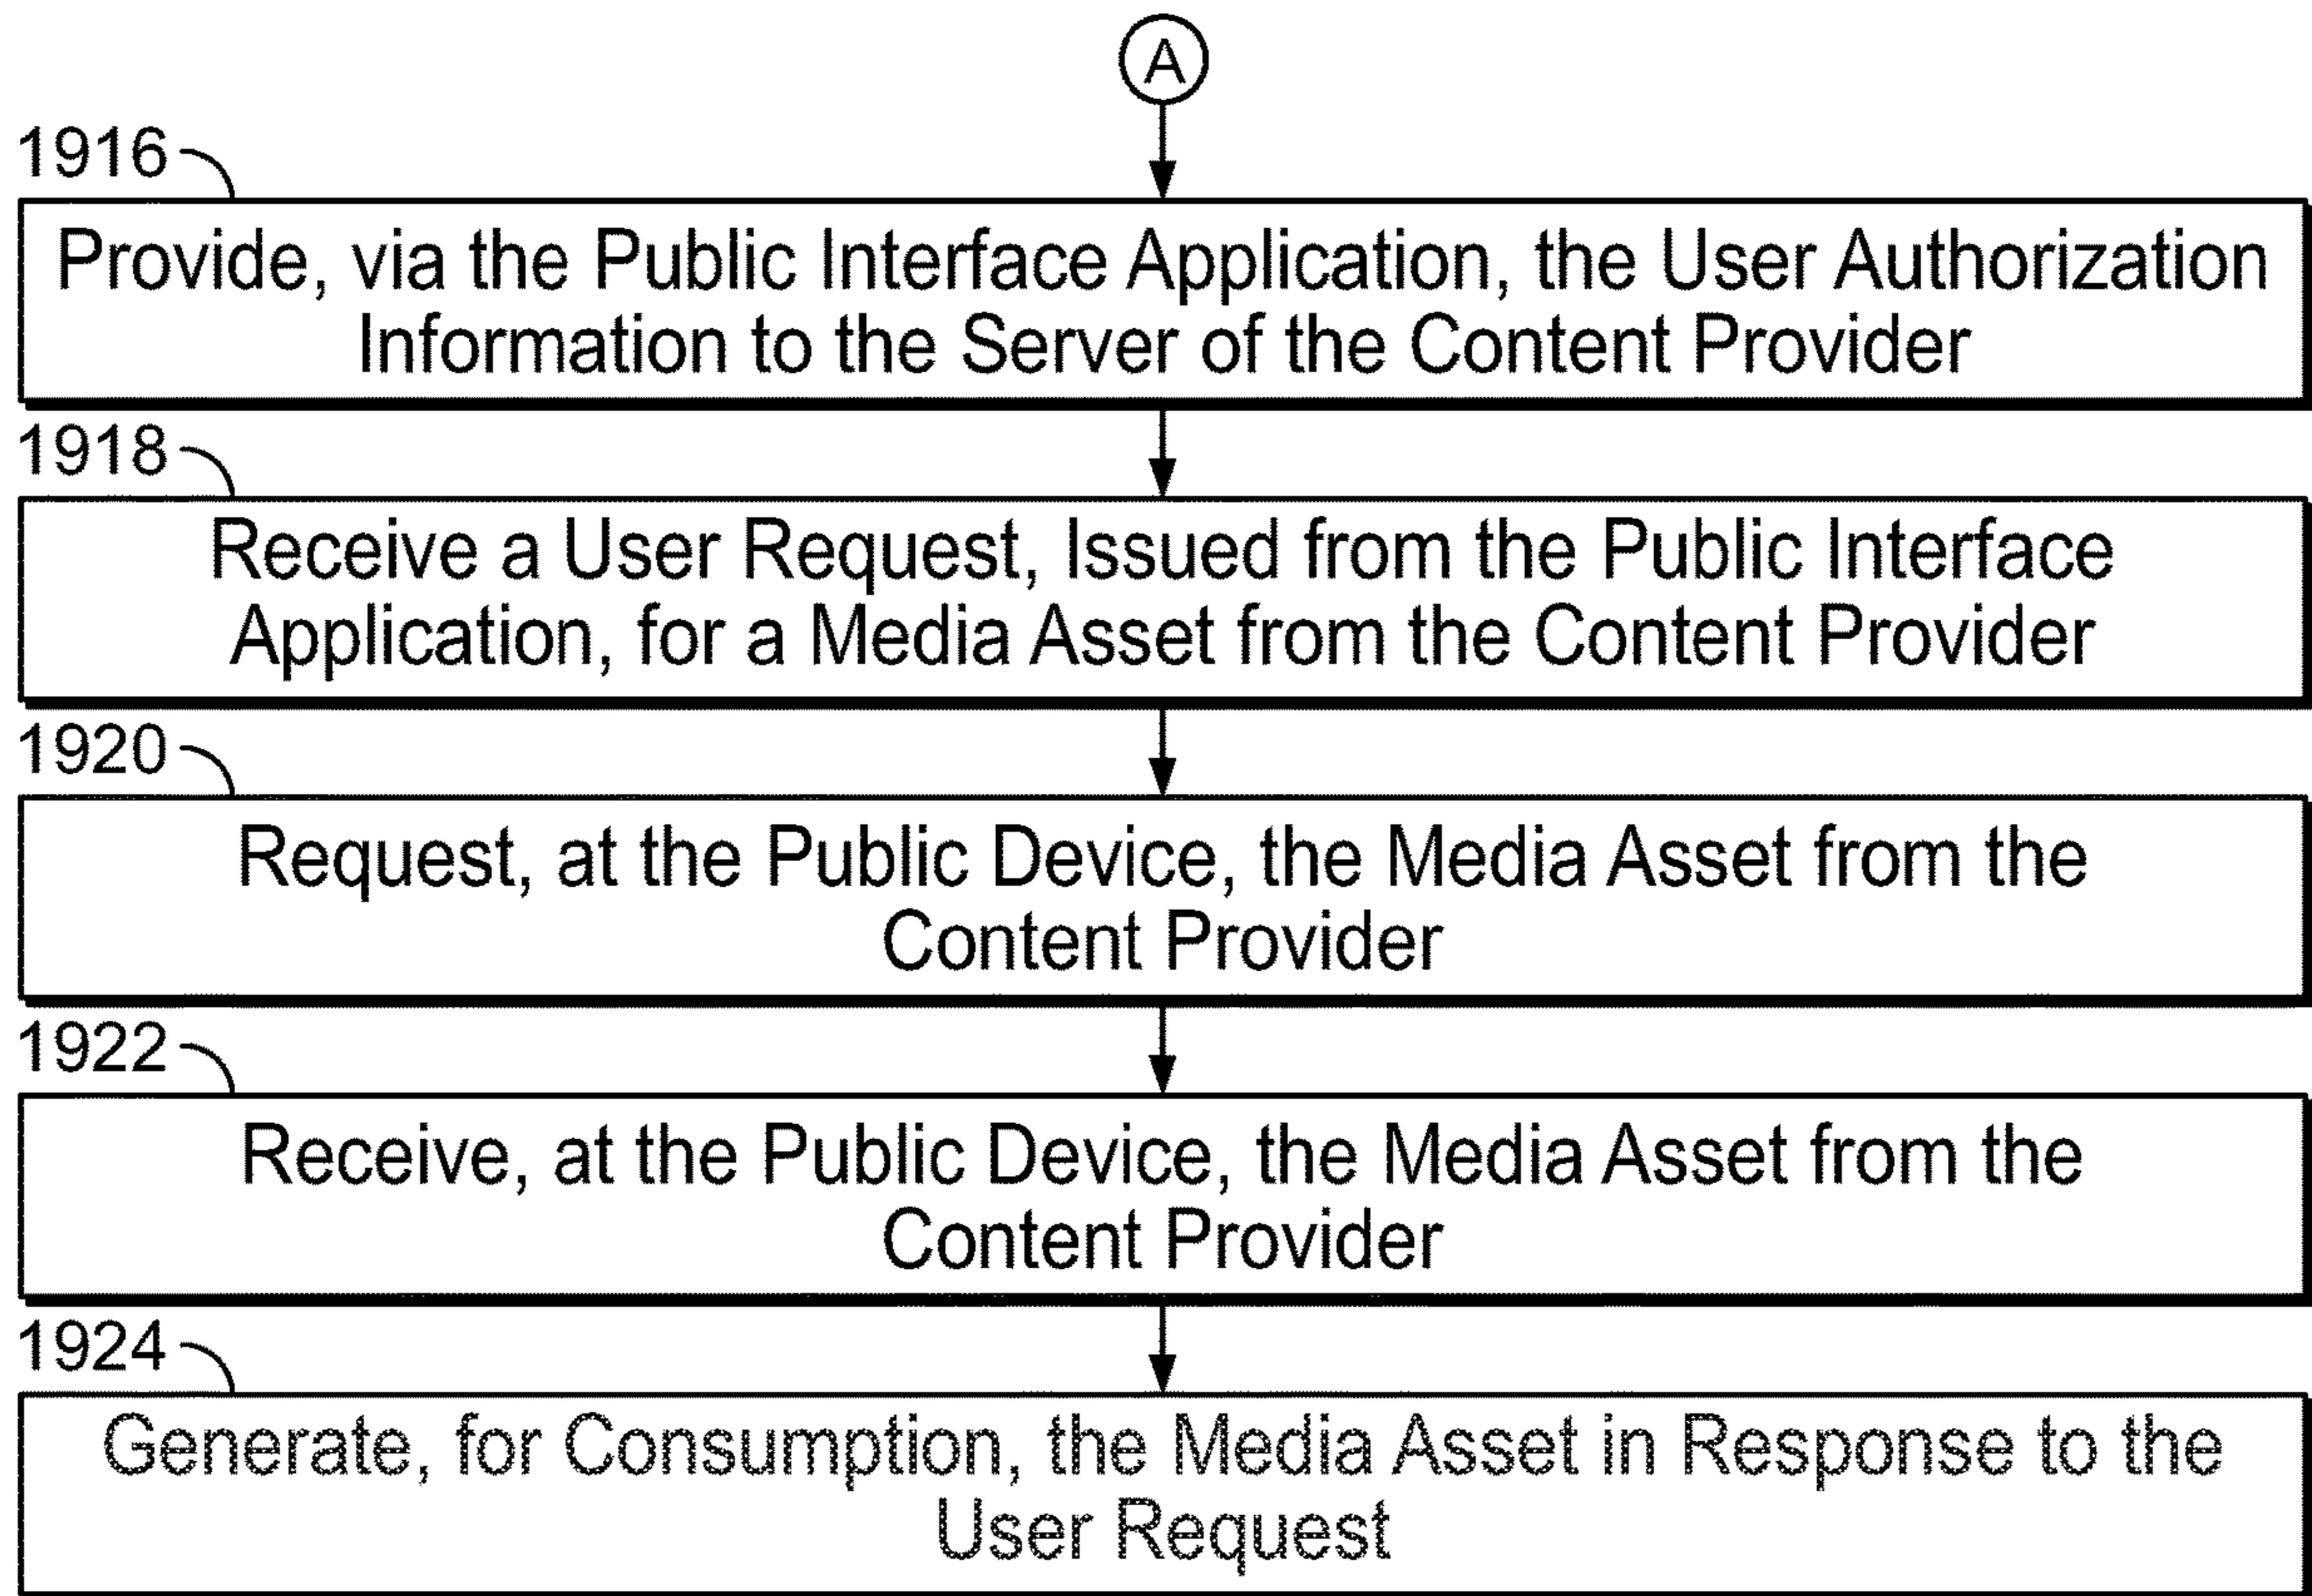 A
1916
Provide, via the Public Interface Application, the User Authorization
Information to the Server of the Content Provider
1918
Receive a User Request, Issued from the Public Interface
Application, for a Media Asset from the Content Provider
1920
Request, at the Public Device, the Media Asset from the
Content Provider
1922
Receive, at the Public Device, the Media Asset from the
Content Provider
1924
Generate, for Consumption, the Media Asset in Response to the
User Request